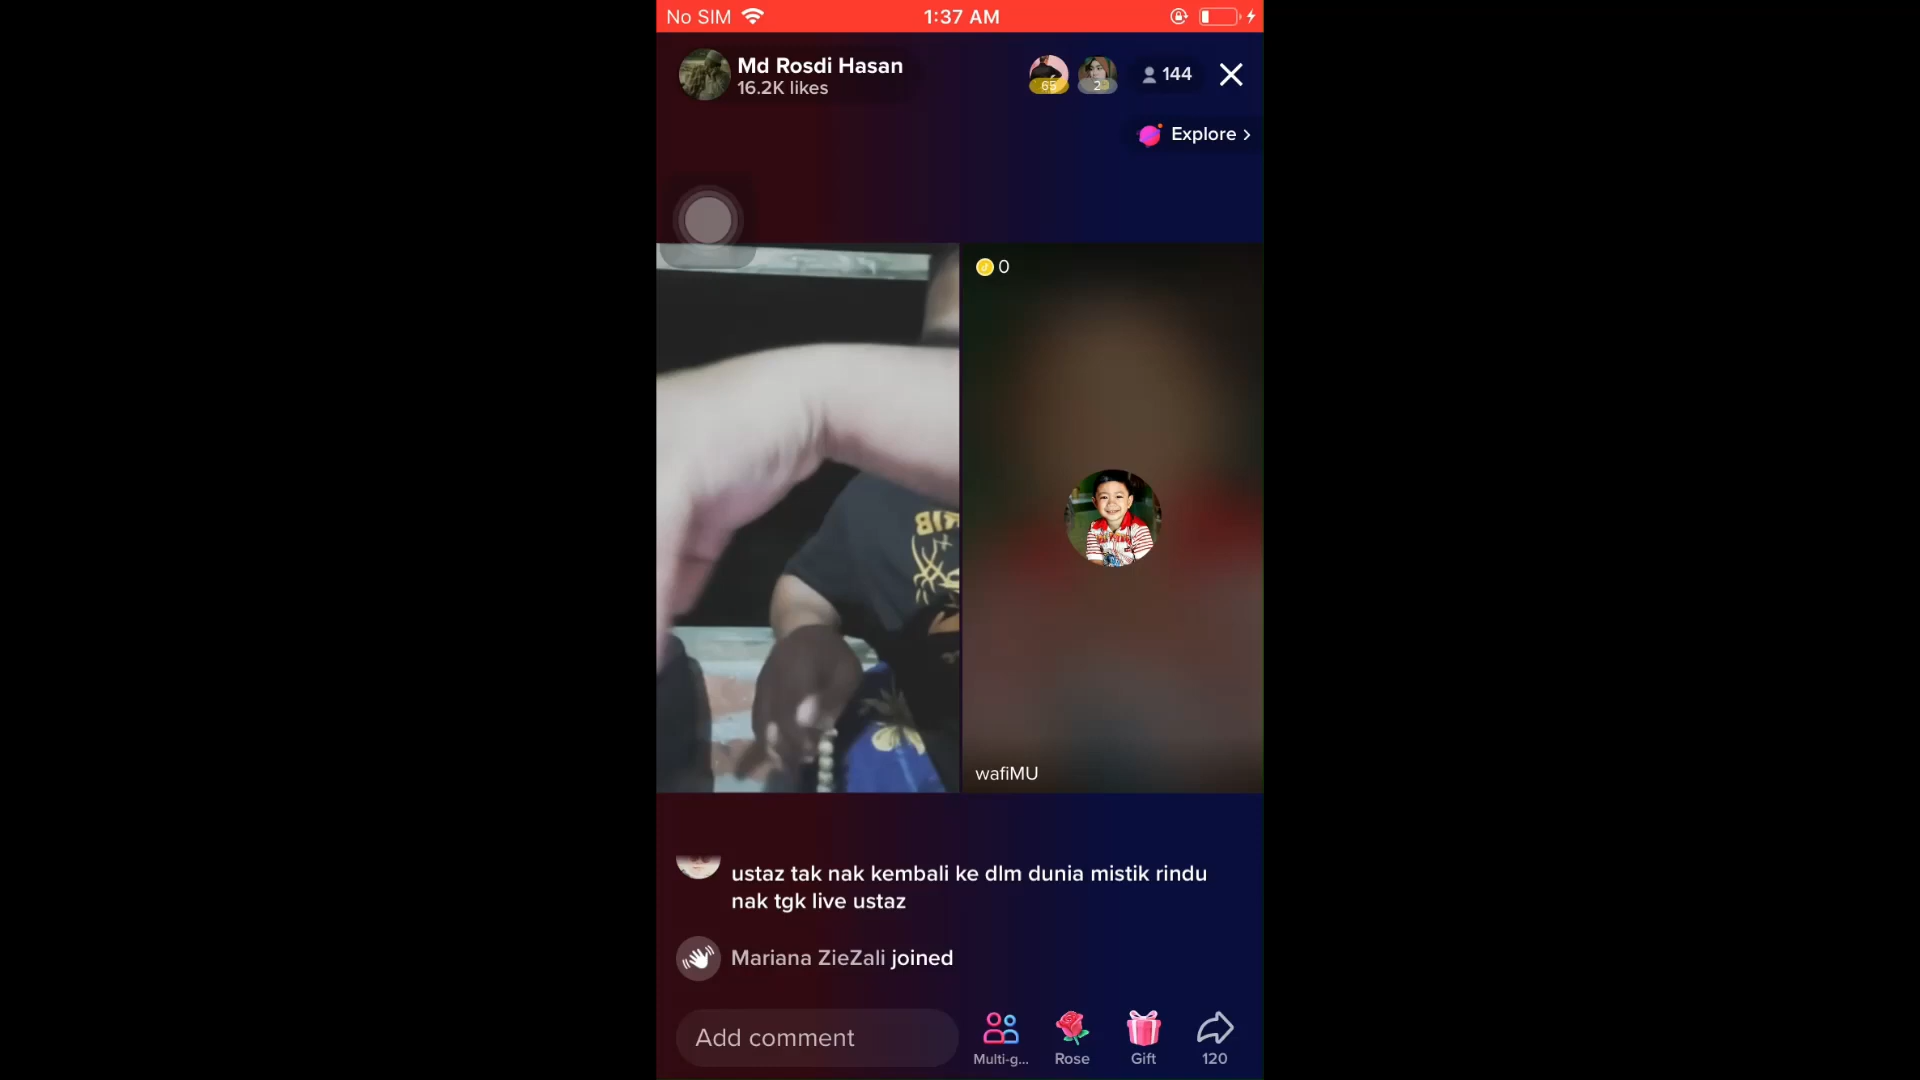 No SIM
1:37 AM
Md Rosdi Hasan
16.2K likes
65
2
144
Explore >
0
wafiMU
ustaz tak nak kembali ke dlm dunia mistik rindu
nak tgk live ustaz
Mariana ZieZali joined
Add comment
Multi-g...
Rose
Gift
120